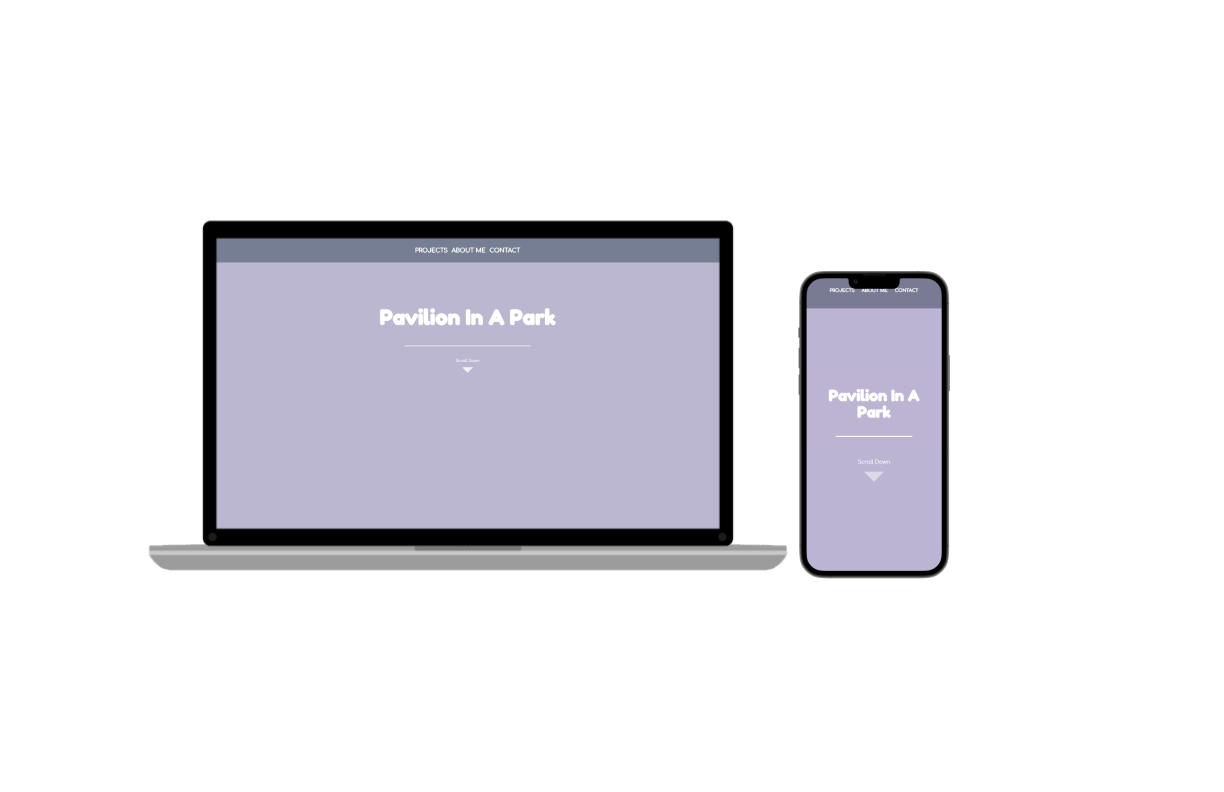 PROJECTS ABOUT ME CONTACT
Pavilion In A Park
Scroll Down
PROJECTS ABOUT ME CONTACT
Pavilion In A
Park
Scroll Down